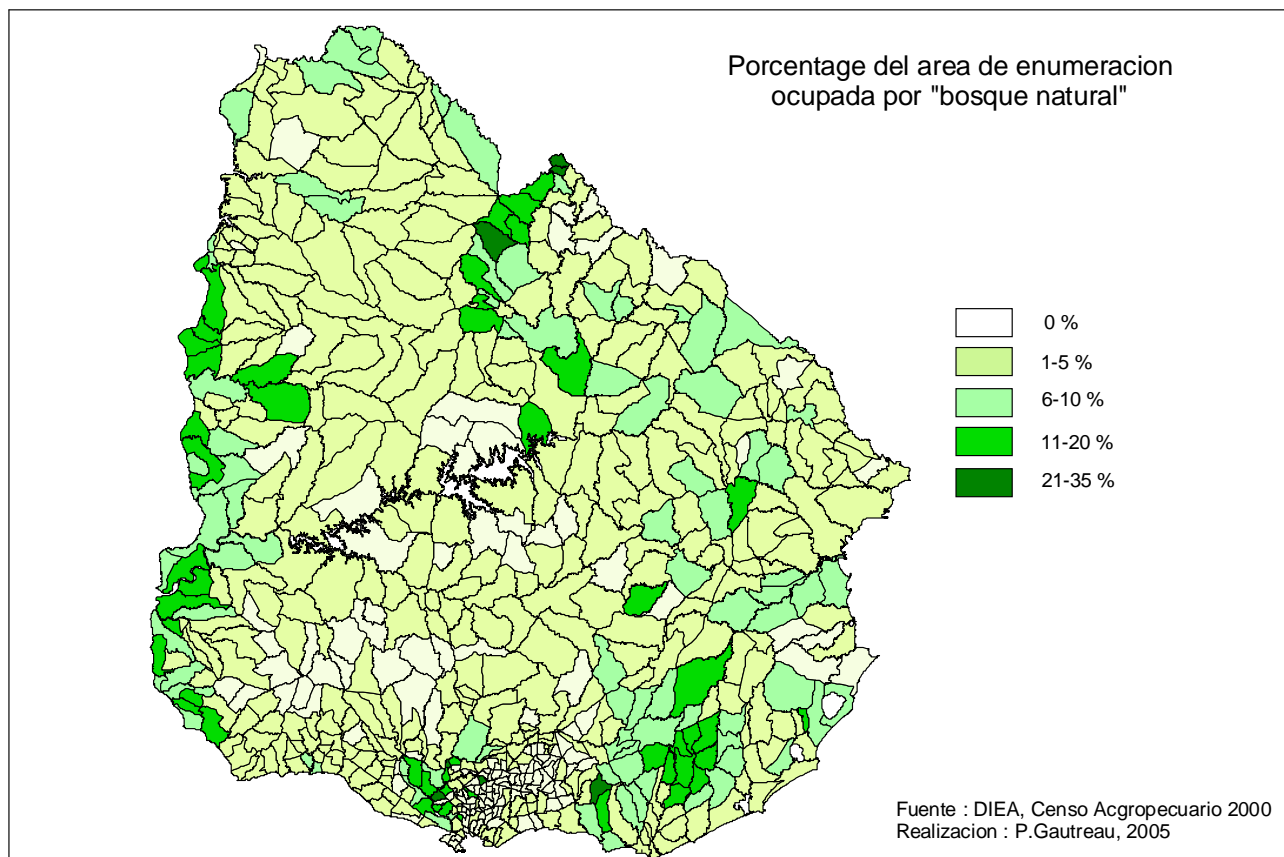 Porcentage del area de enumeracion
ocupada por "bosque natural"
0 %
1-5 %
6-10 %
11-20 %
21-35 %
Fuente : DIEA, Censo Acgropecuario 2000
Realizacion : P.Gautreau, 2005